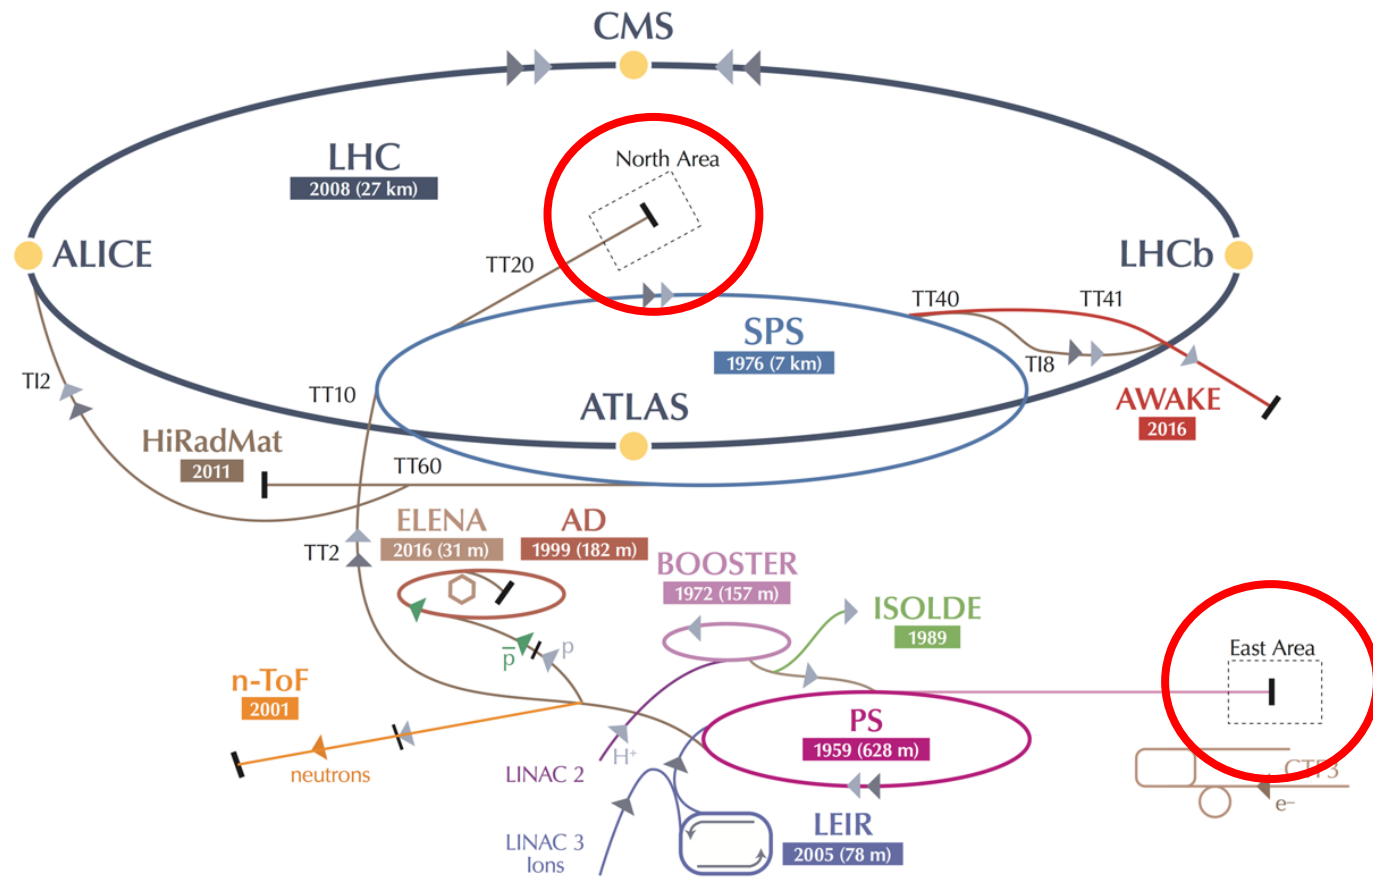 CMS
North Area
LHC
2008 (27 km)
ALICE
LHCb
TT20
TT40
TT41
SPS
1976 (7 km)
TI8
TI2
TT10
ATLAS
AWAKE
2016
HiRadMat
2011
TT60
ELENA
2016 (31 m)
AD
1999 (182 m)
TT2
BOOSTER
1972 (157 m)
ISOLDE
1989
p̅
p
East Area
n-ToF
2001
neutrons
PS
1959 (628 m)
H⁺
LINAC 2
CTF3
e⁻
LEIR
2005 (78 m)
LINAC 3
Ions